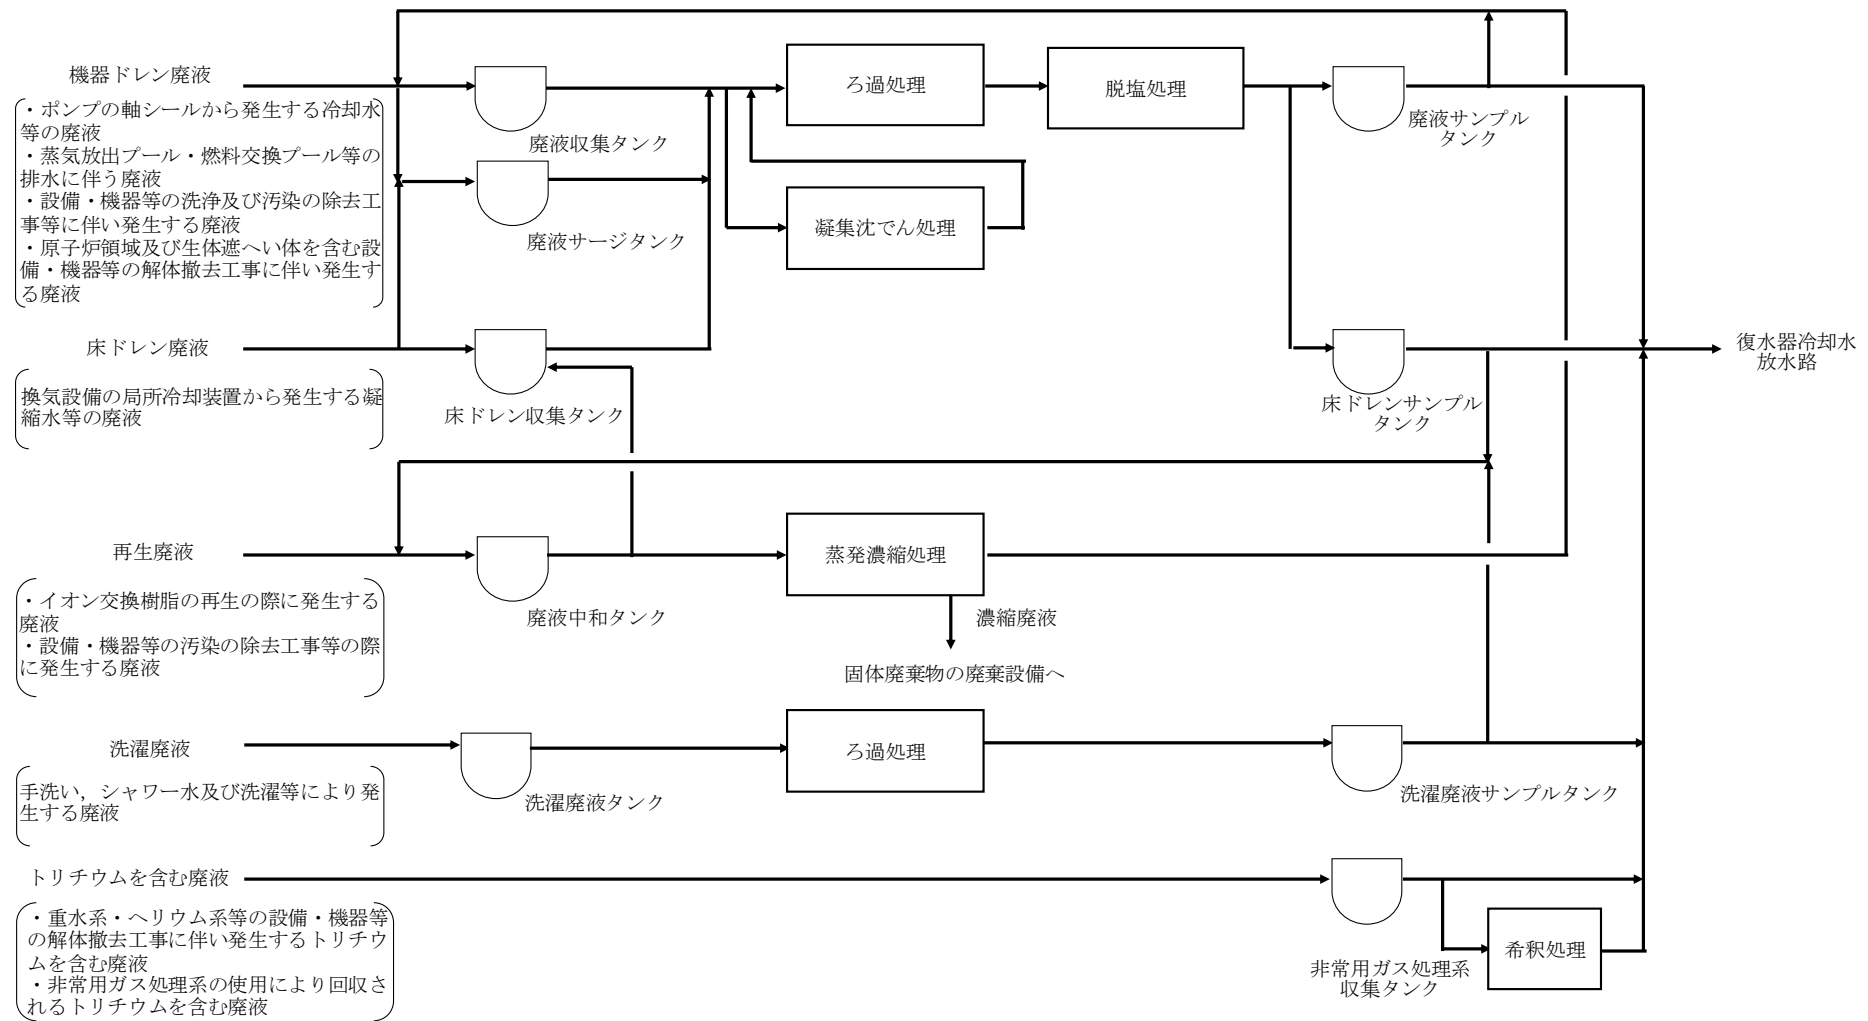 機器ドレン廃液
・ポンプの軸シールから発生する冷却水
等の廃液
・蒸気放出プール・燃料交換プール等の
排水に伴う廃液
・設備・機器等の洗浄及び汚染の除去工
事等に伴い発生する廃液
・原子炉領域及び生体遮へい体を含む設
備・機器等の解体撤去工事に伴い発生す
る廃液
廃液収集タンク
廃液サージタンク
ろ過処理
凝集沈でん処理
脱塩処理
廃液サンプル
タンク
床ドレン廃液
換気設備の局所冷却装置から発生する凝
縮水等の廃液
床ドレン収集タンク
床ドレンサンプル
タンク
復水器冷却水
放水路
再生廃液
・イオン交換樹脂の再生の際に発生する
廃液
・設備・機器等の汚染の除去工事等の際
に発生する廃液
廃液中和タンク
蒸発濃縮処理
濃縮廃液
固体廃棄物の廃棄設備へ
洗濯廃液
手洗い，シャワー水及び洗濯等により発
生する廃液
洗濯廃液タンク
ろ過処理
洗濯廃液サンプルタンク
トリチウムを含む廃液
・重水系・ヘリウム系等の設備・機器等
の解体撤去工事に伴い発生するトリチウ
ムを含む廃液
・非常用ガス処理系の使用により回収さ
れるトリチウムを含む廃液
非常用ガス処理系
収集タンク
希釈処理